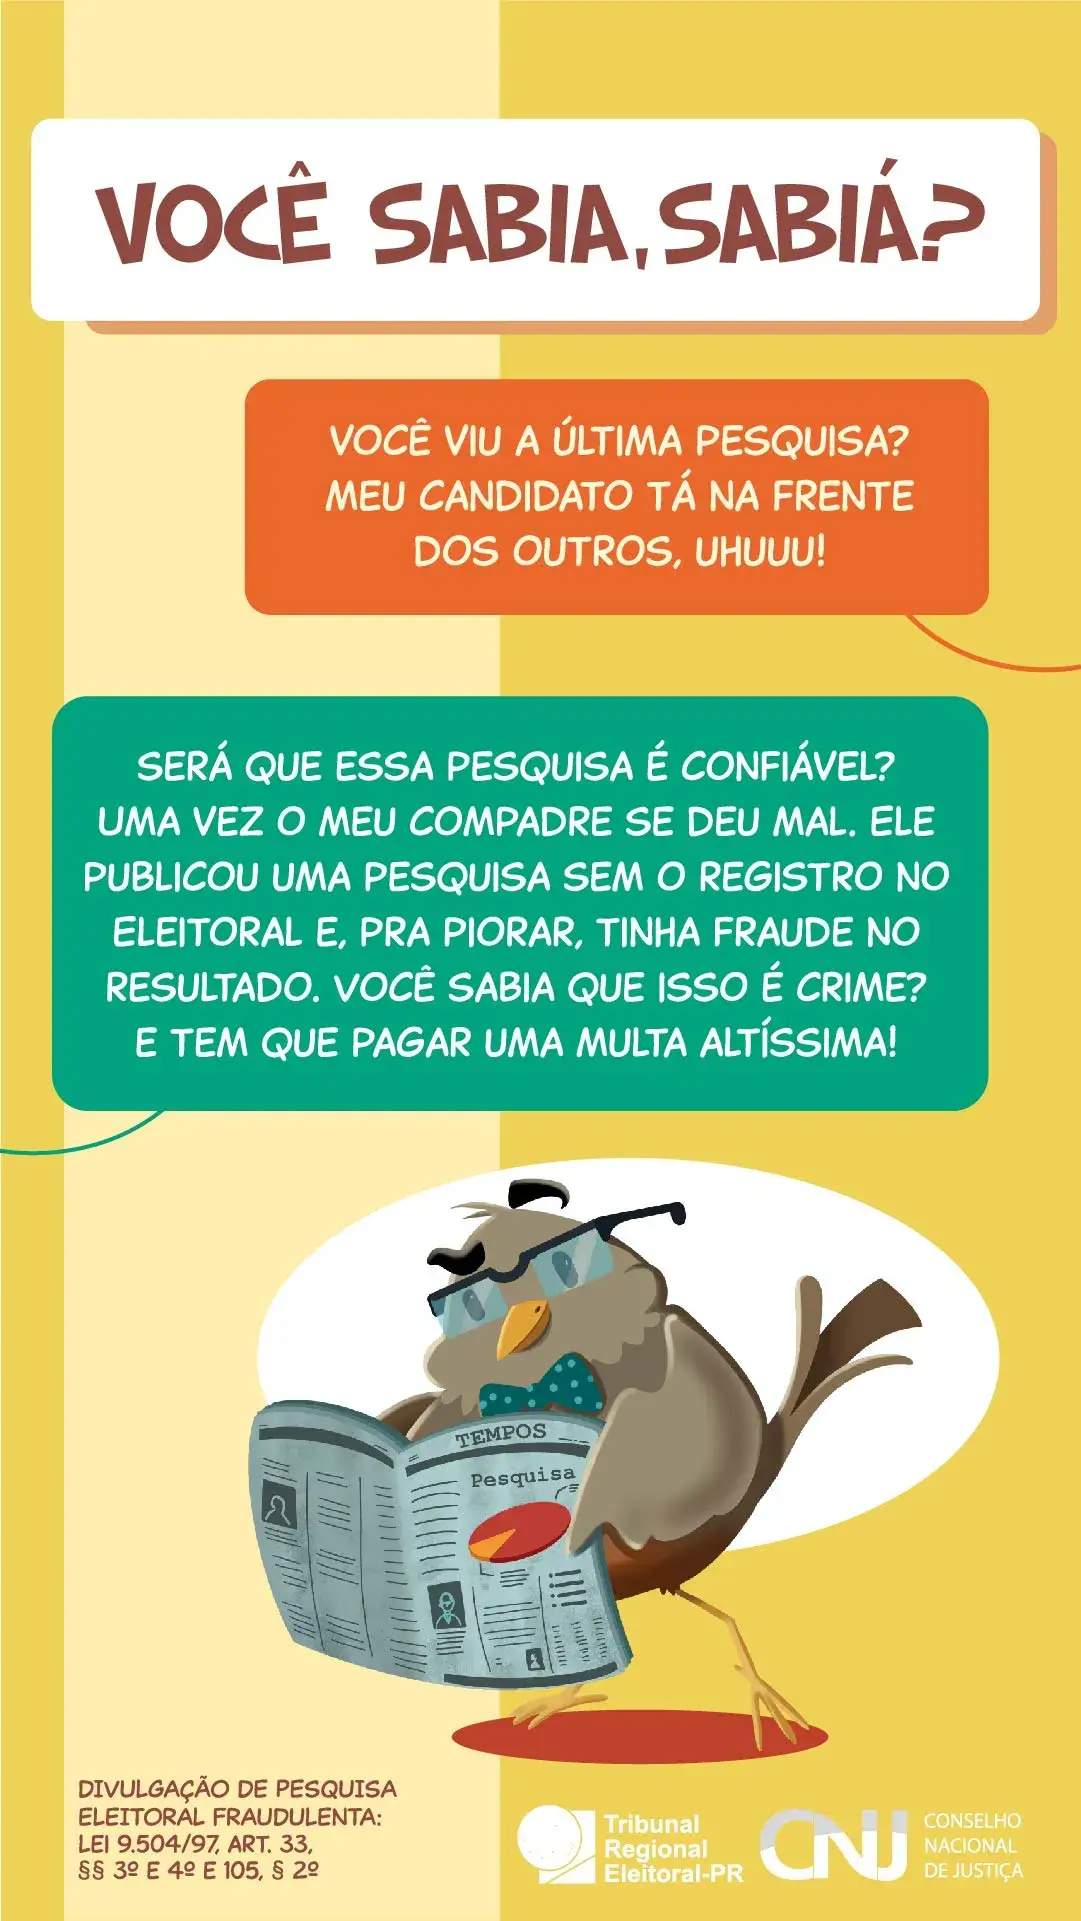 VOCÊ SABIA, SABIÁ?
VOCÊ VIU A ÚLTIMA PESQUISA?
MEU CANDIDATO TÁ NA FRENTE
DOS OUTROS, UHUUU!
SERÁ QUE ESSA PESQUISA É CONFIÁVEL?
UMA VEZ O MEU COMPADRE SE DEU MAL. ELE
PUBLICOU UMA PESQUISA SEM O REGISTRO NO
ELEITORAL E, PRA PIORAR, TINHA FRAUDE NO
RESULTADO. VOCÊ SABIA QUE ISSO É CRIME?
E TEM QUE PAGAR UMA MULTA ALTÍSSIMA!
TEMPOS
Pesquisa
DIVULGAÇÃO DE PESQUISA
ELEITORAL FRAUDULENTA:
LEI 9.504/97, ART. 33,
§§ 3º E 4º E 105, § 2º
Tribunal
Regional
Eleitoral-PR
CNJ
CONSELHO
NACIONAL
DE JUSTIÇA